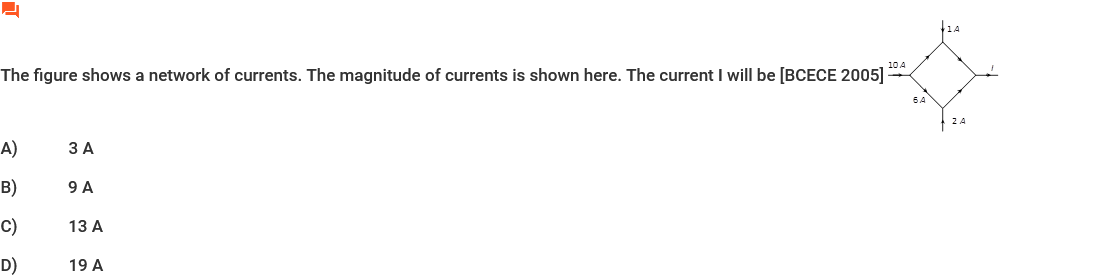 1 A
The figure shows a network of currents. The magnitude of currents is shown here. The current I will be [BCECE 2005]
10 A
I
6 A
2 A
A) 3 A
B) 9 A
C) 13 A
D) 19 A